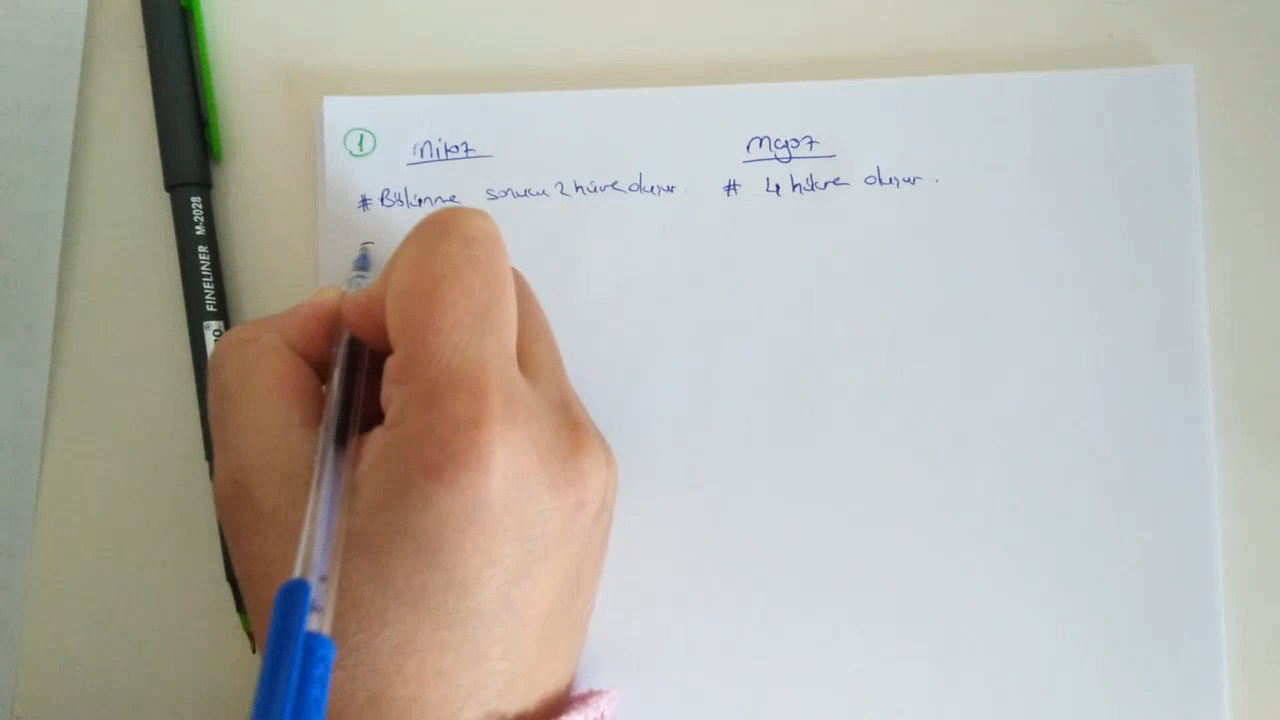 1 Mitoz Mayoz
# Bölünme sonucu 2 hücre oluşur. # 4 hücre oluşur.
FINELINER M-2028